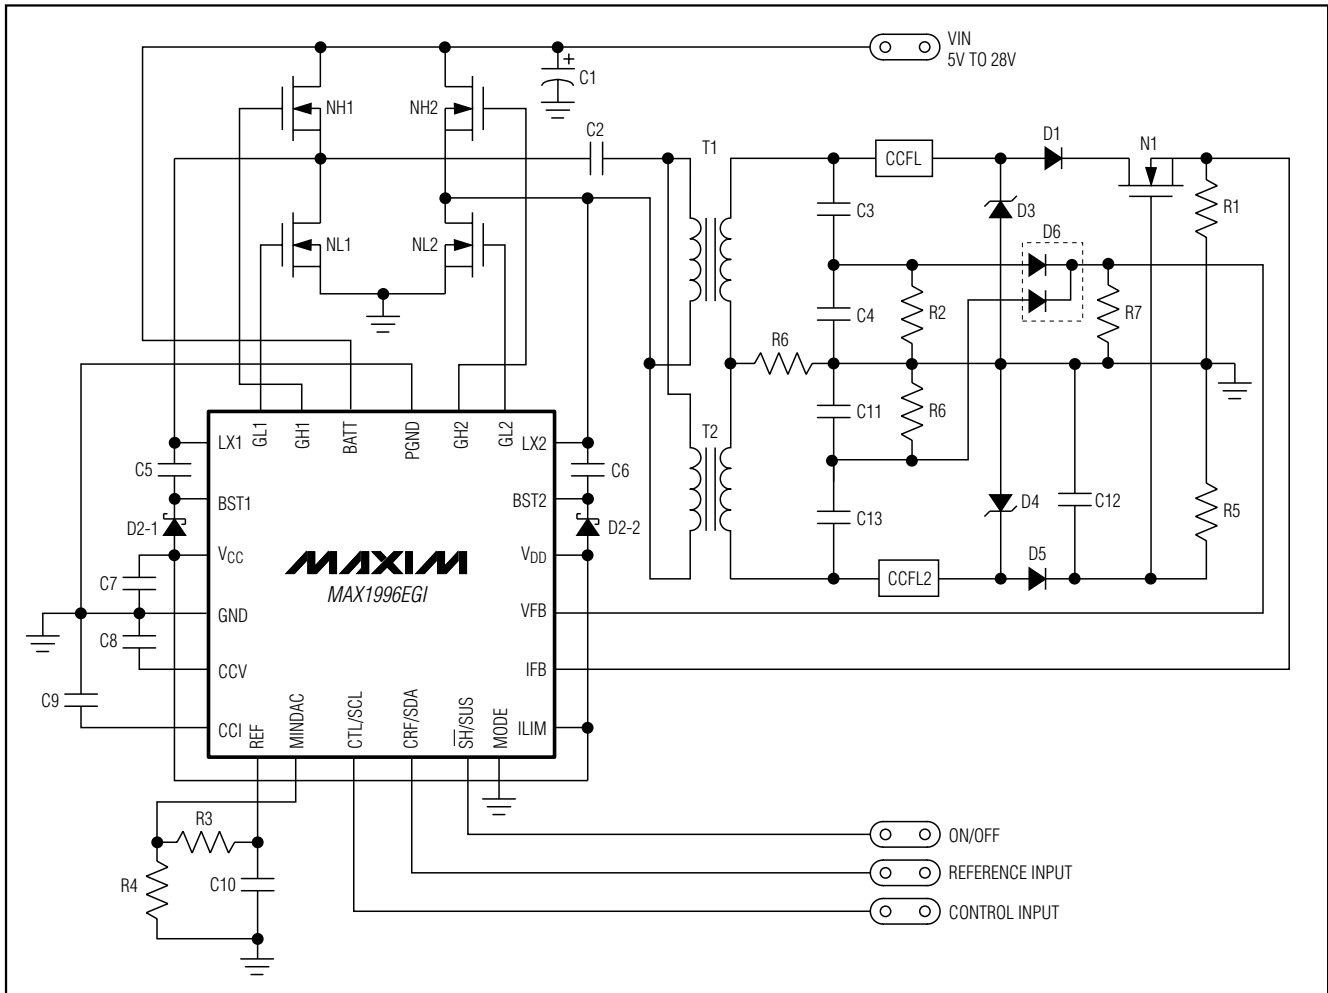 VIN
5V TO 28V
C1
NH1
NH2
C2
T1
CCFL
D1
N1
R1
C3
D3
D6
NL1
NL2
C4
R2
R7
R6
C11
R6
T2
GL1
GH1
BATT
PGND
GH2
GL2
LX1
LX2
C5
C6
BST1
BST2
D2-1
D2-2
C13
D4
C12
R5
D5
VCC
VDD
MAXIM
MAX1996EGI
C7
CCFL2
GND
VFB
C8
CCV
IFB
C9
CCI
REF
MINDAC
CTL/SCL
CRF/SDA
S̅H/SUS
MODE
ILIM
R3
R4
C10
ON/OFF
REFERENCE INPUT
CONTROL INPUT